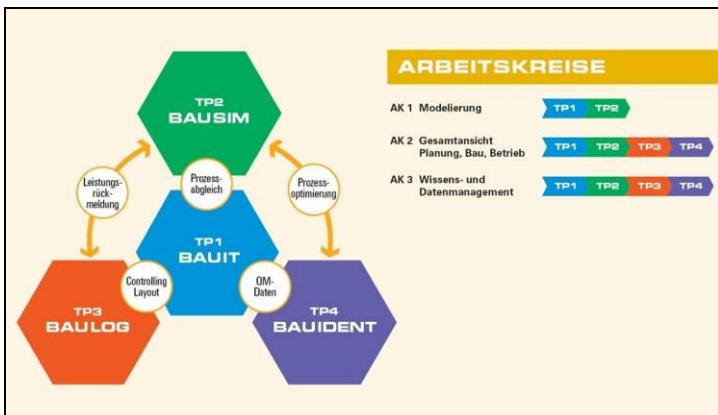 TP2
BAUSIM
Leistungs-
rück-
meldung
Prozess-
abgleich
Prozess-
optimierung
TP1
BAUIT
Controlling
Layout
QM-
Daten
TP3
BAULOG
TP4
BAUIDENT
ARBEITSKREISE
AK 1 Modelierung TP1 TP2
AK 2 Gesamtansicht
Planung, Bau, Betrieb TP1 TP2 TP3 TP4
AK 3 Wissens- und
Datenmanagement TP1 TP2 TP3 TP4